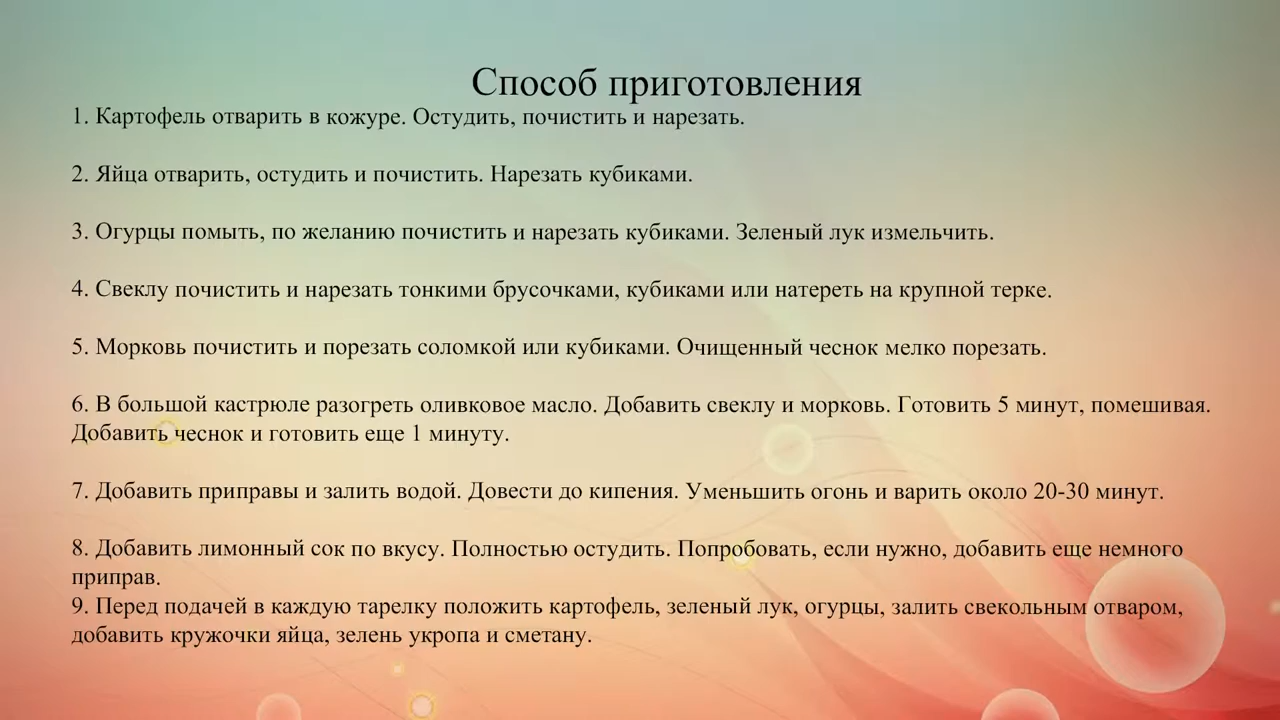 Способ приготовления
1. Картофель отварить в кожуре. Остудить, почистить и нарезать.
2. Яйца отварить, остудить и почистить. Нарезать кубиками.
3. Огурцы помыть, по желанию почистить и нарезать кубиками. Зеленый лук измельчить.
4. Свеклу почистить и нарезать тонкими брусочками, кубиками или натереть на крупной терке.
5. Морковь почистить и порезать соломкой или кубиками. Очищенный чеснок мелко порезать.
6. В большой кастрюле разогреть оливковое масло. Добавить свеклу и морковь. Готовить 5 минут, помешивая.
Добавить чеснок и готовить еще 1 минуту.
7. Добавить приправы и залить водой. Довести до кипения. Уменьшить огонь и варить около 20-30 минут.
8. Добавить лимонный сок по вкусу. Полностью остудить. Попробовать, если нужно, добавить еще немного
приправ.
9. Перед подачей в каждую тарелку положить картофель, зеленый лук, огурцы, залить свекольным отваром,
добавить кружочки яйца, зелень укропа и сметану.